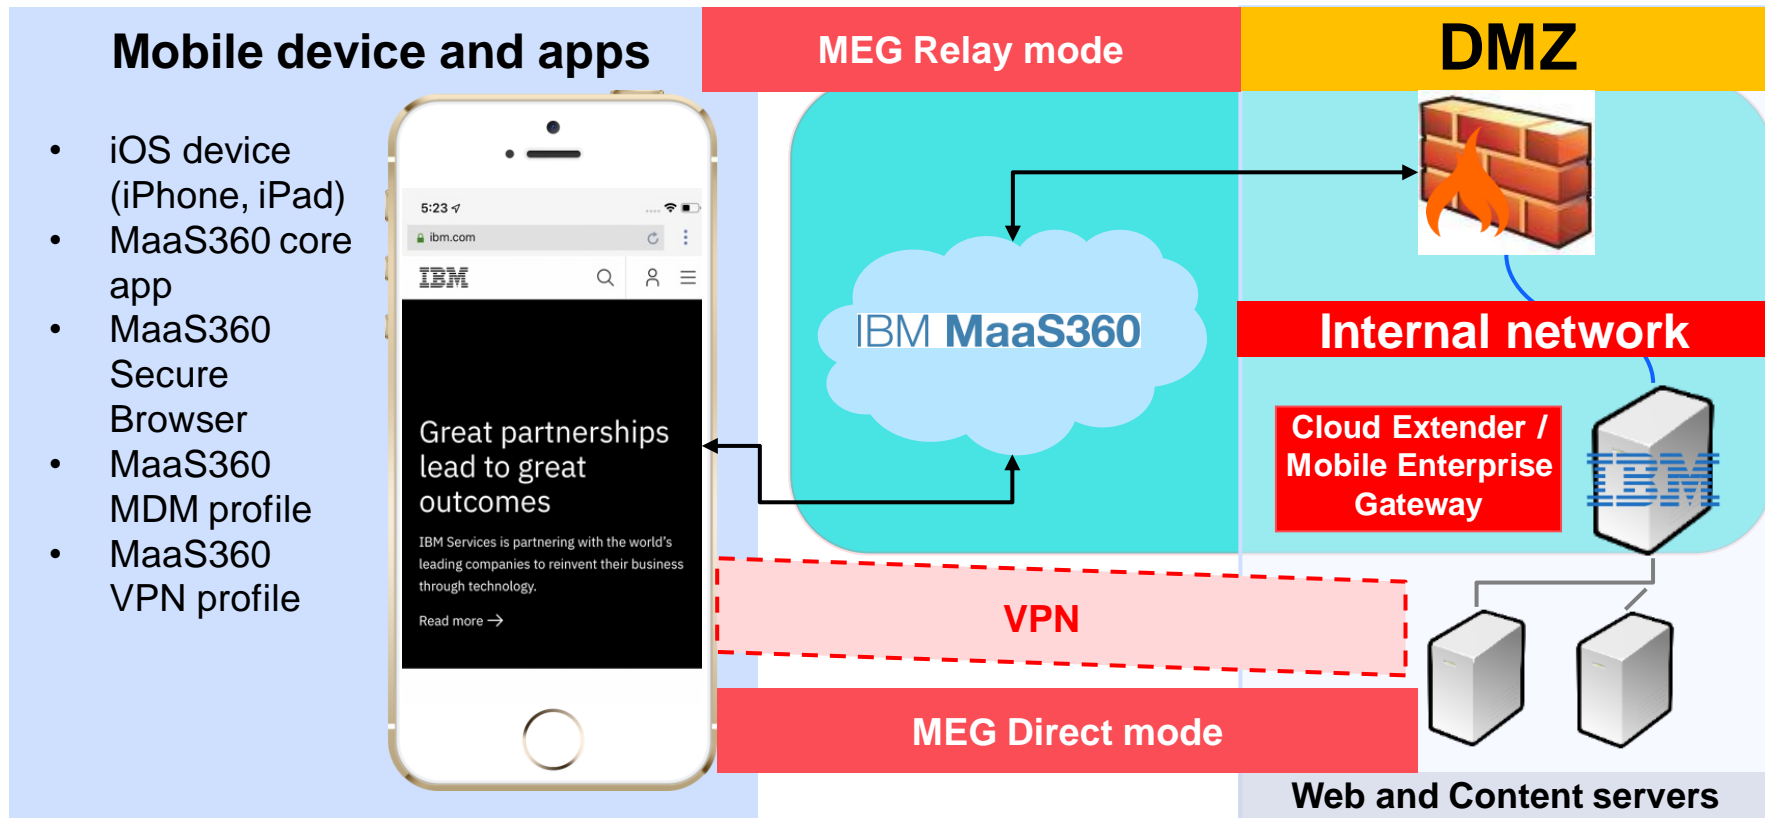 Mobile device and apps
MEG Relay mode
DMZ
• iOS device
(iPhone, iPad)
• MaaS360 core
app
• MaaS360
Secure
Browser
• MaaS360
MDM profile
• MaaS360
VPN profile
5:23
ibm.com
IBM
Great partnerships
lead to great
outcomes
IBM Services is partnering with the world's
leading companies to reinvent their business
through technology.
Read more →
IBM MaaS360
Internal network
Cloud Extender /
Mobile Enterprise
Gateway
IBM
VPN
MEG Direct mode
Web and Content servers